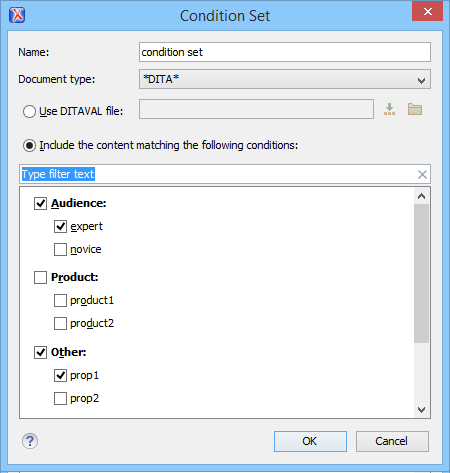 Condition Set
Name: condition set
Document type: *DITA*
Use DITAVAL file:
Include the content matching the following conditions:
Type filter text
Audience:
expert
novice
Product:
product1
product2
Other:
prop1
prop2
? OK Cancel